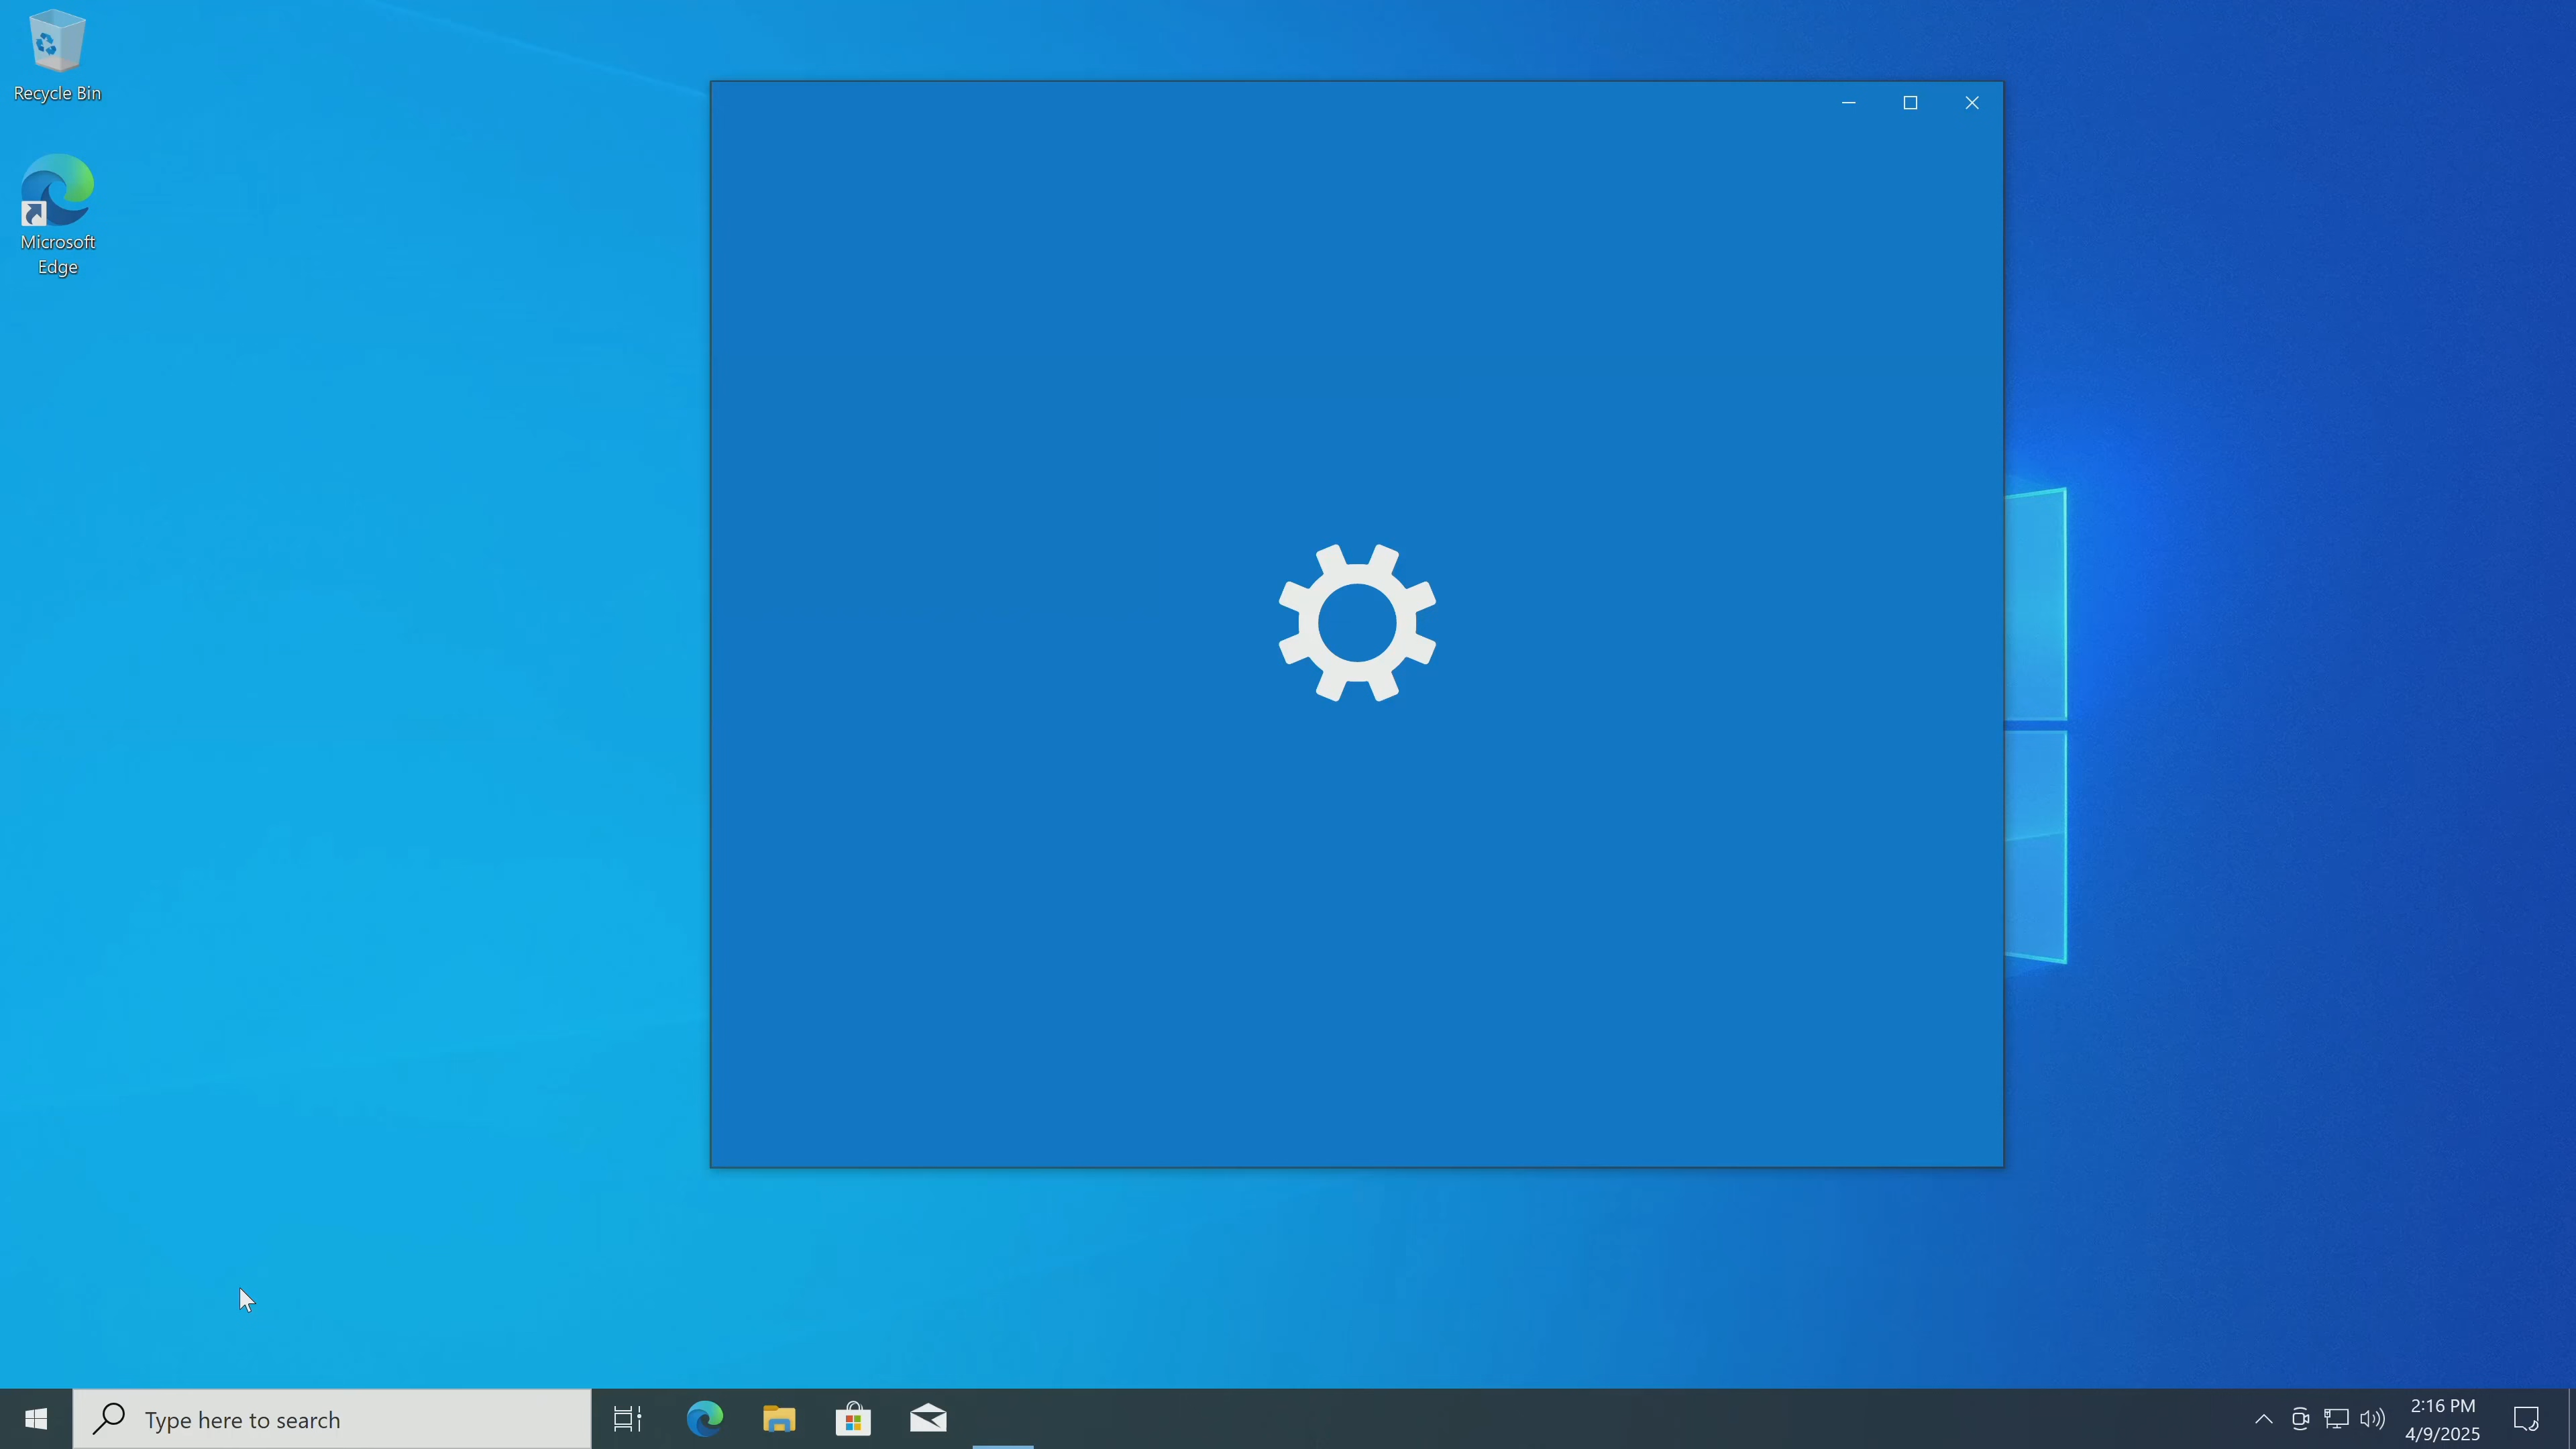 Recycle Bin
Microsoft
Edge
Type here to search
2:16 PM
4/9/2025